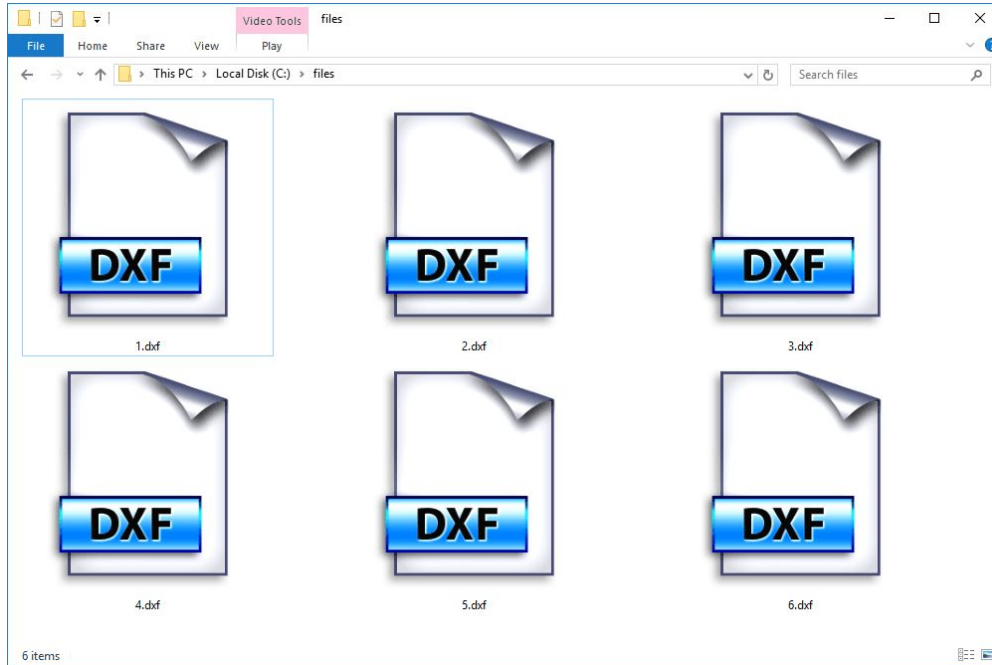 Video Tools files
File Home Share View Play
This PC Local Disk (C:) files Search files
DXF DXF DXF
1.dxf 2.dxf 3.dxf
DXF DXF DXF
4.dxf 5.dxf 6.dxf
6 items